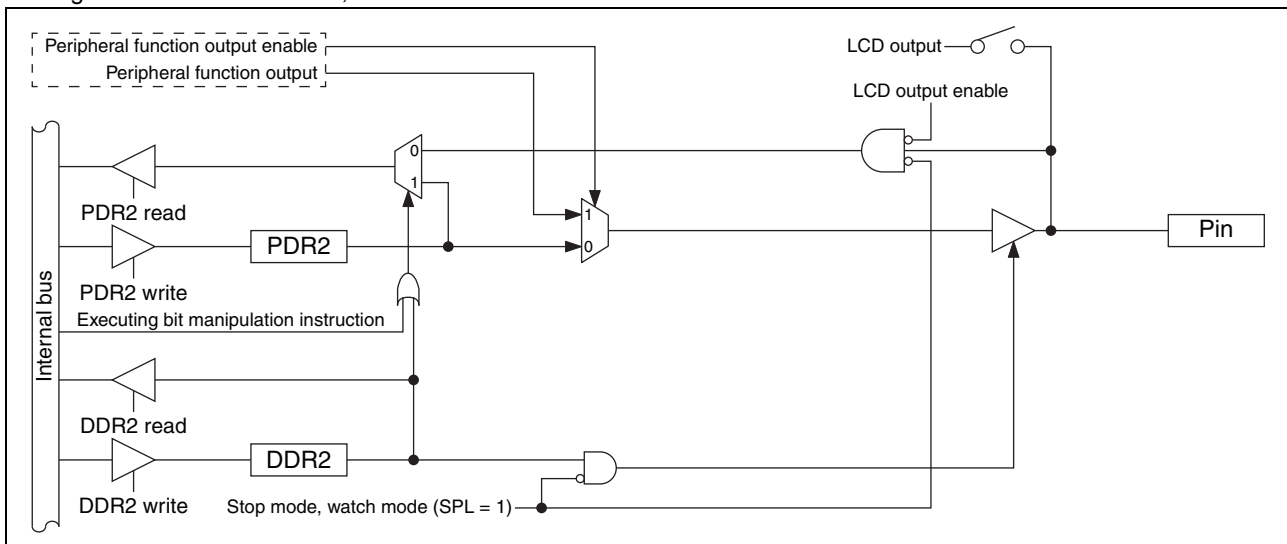 Peripheral function output enable
Peripheral function output
LCD output
LCD output enable
0
1
PDR2 read
1
0
Pin
PDR2
PDR2 write
Executing bit manipulation instruction
Internal bus
DDR2 read
DDR2
DDR2 write
Stop mode, watch mode (SPL = 1)